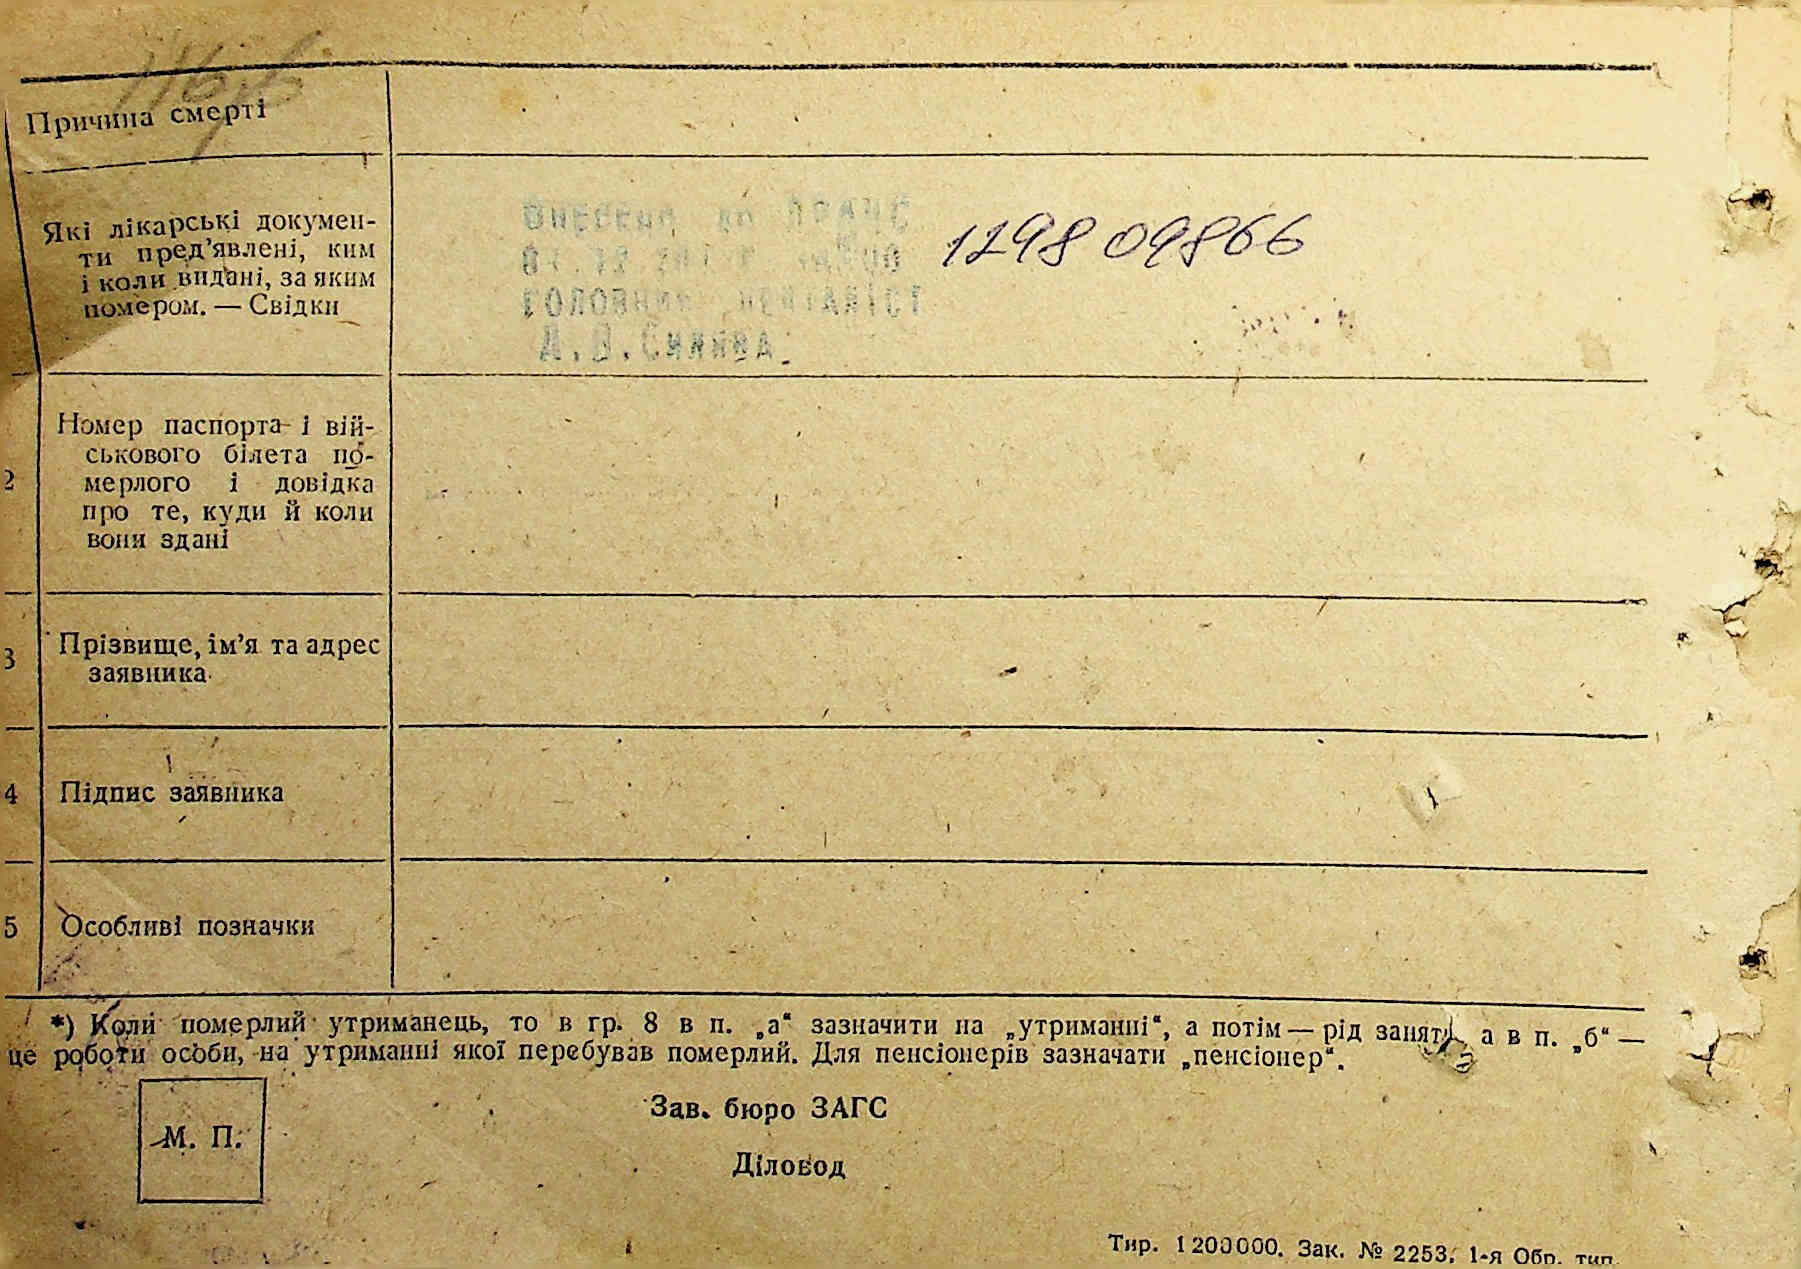 Причина смерті
Які лікарські докумен-
ти пред’явлені, ким
і коли видані, за яким
номером. — Свідки
1298 09866
головний спеціаліст
2
Номер паспорта і вій-
ськового білета по-
мерлого і довідка
про те, куди й коли
вони здані
3
Прізвище, ім’я та адрес
заявника
4
Підпис заявника
5
Особливі позначки
*) Коли померлий утриманець, то в гр. 8 в п. „а“ зазначити на „утриманні“, а потім — рід занять, а в п. „б“ —
це роботи особи, на утриманні якої перебував померлий. Для пенсіонерів зазначати „пенсіонер“.
Зав. бюро ЗАГС
М. П.
Діловод
Тир. 1200000. Зак. № 2253. 1-я Обр. тип.